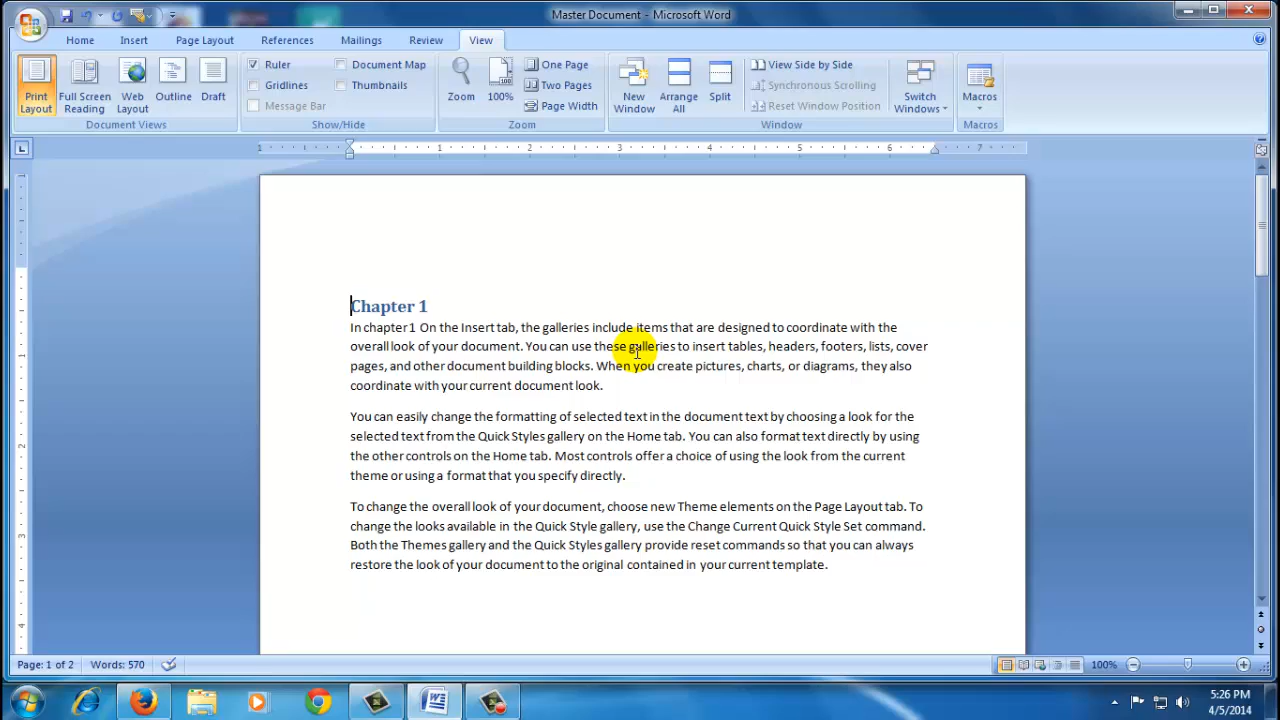 Master Document - Microsoft Word
Home Insert Page Layout References Mailings Review View
Print Layout
Full Screen Reading
Web Layout
Outline
Draft
Document Views
Ruler
Gridlines
Message Bar
Document Map
Thumbnails
Show/Hide
Zoom
100%
One Page
Two Pages
Page Width
Zoom
New Window
Arrange All
Split
View Side by Side
Synchronous Scrolling
Reset Window Position
Switch Windows
Window
Macros
Macros
1 1 2 3 4 5 6 7
1
1
2
3
4
Chapter 1
In chapter 1 On the Insert tab, the galleries include items that are designed to coordinate with the
overall look of your document. You can use these galleries to insert tables, headers, footers, lists, cover
pages, and other document building blocks. When you create pictures, charts, or diagrams, they also
coordinate with your current document look.
You can easily change the formatting of selected text in the document text by choosing a look for the
selected text from the Quick Styles gallery on the Home tab. You can also format text directly by using
the other controls on the Home tab. Most controls offer a choice of using the look from the current
theme or using a format that you specify directly.
To change the overall look of your document, choose new Theme elements on the Page Layout tab. To
change the looks available in the Quick Style gallery, use the Change Current Quick Style Set command.
Both the Themes gallery and the Quick Styles gallery provide reset commands so that you can always
restore the look of your document to the original contained in your current template.
Page: 1 of 2 Words: 570 100%
5:26 PM
4/5/2014